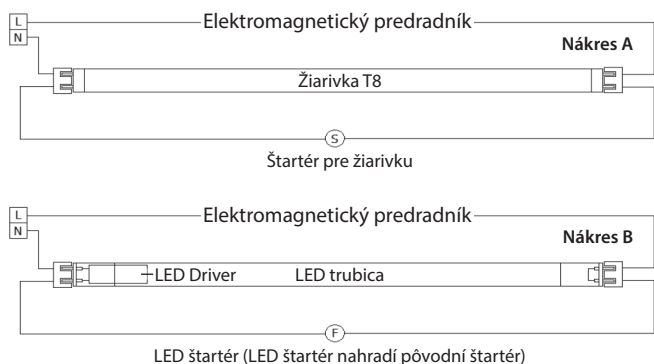 L
Elektromagnetický predradník
N
Nákres A
Žiarivka T8
S
Štartér pre žiarivku
L
Elektromagnetický predradník
N
Nákres B
LED Driver
LED trubica
F
LED štartér (LED štartér nahradí pôvodní štartér)